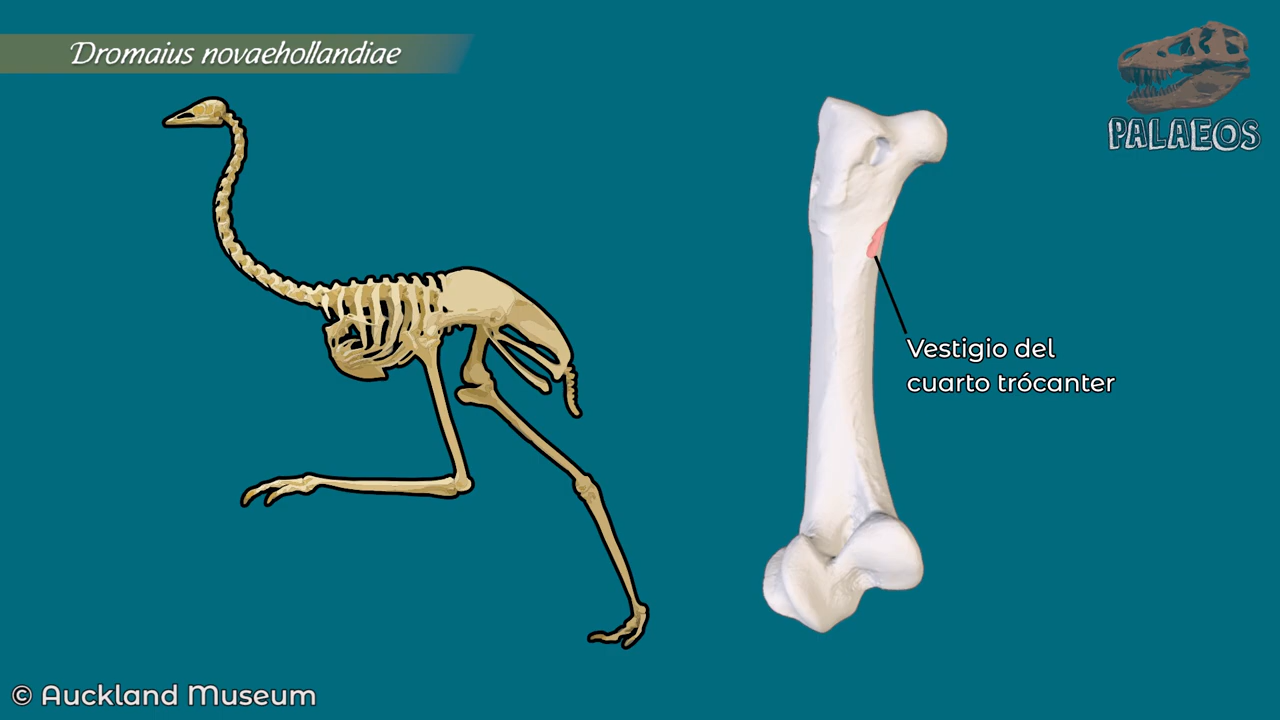 Dromaius novaehollandiae
PALAEOS
Vestigio del
cuarto trócanter
© Auckland Museum